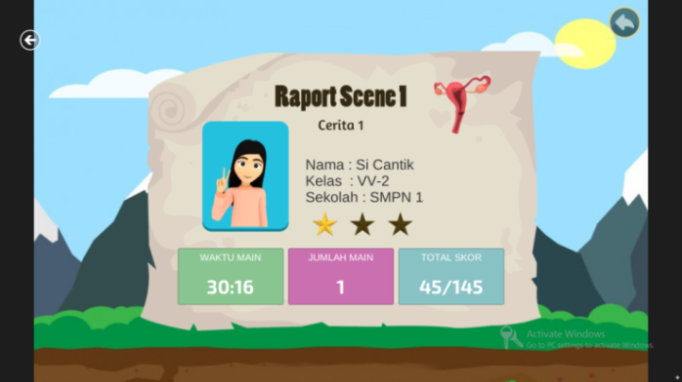 Raport Scene 1
Cerita 1
Nama : Si Cantik
Kelas : VV-2
Sekolah : SMPN 1
WAKTU MAIN
30:16
JUMLAH MAIN
1
TOTAL SKOR
45/145
Activate Windows
Go to PC settings to activate Windows.